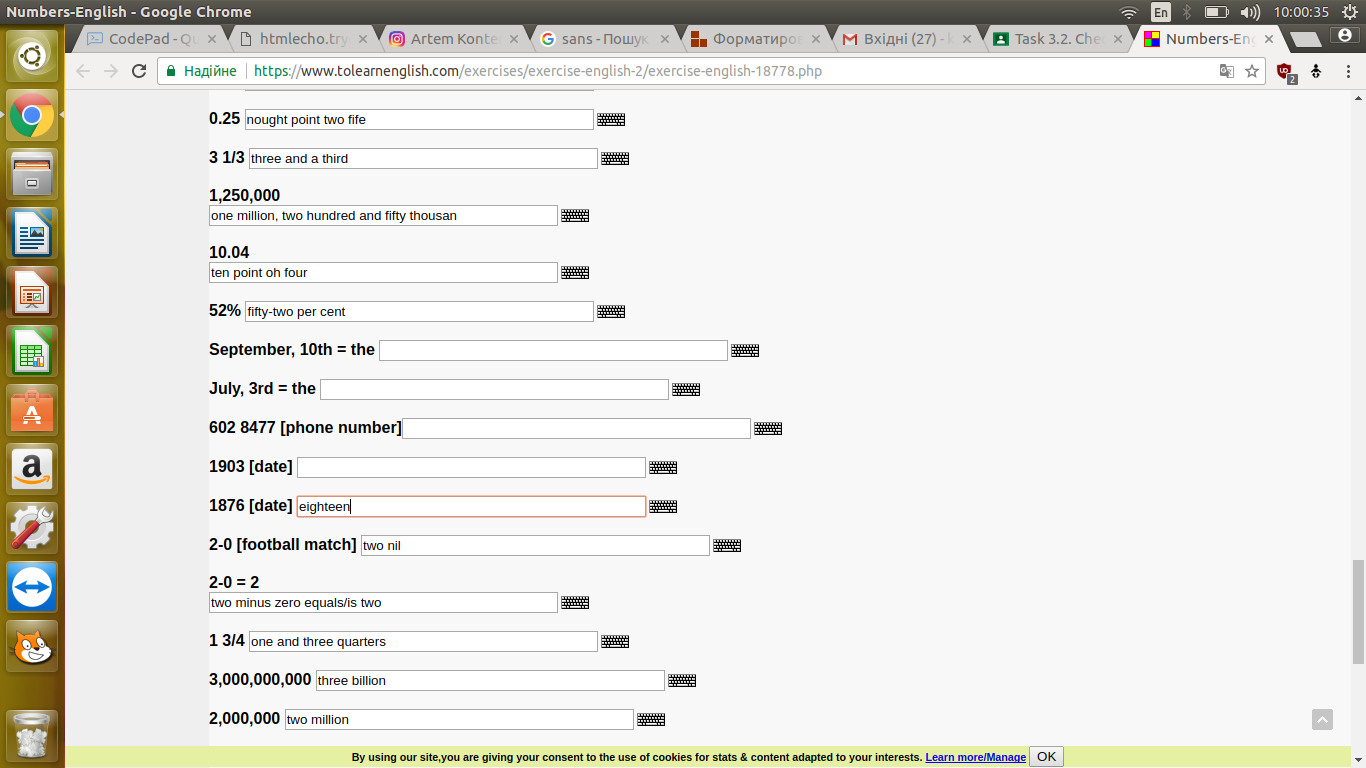 Numbers-English - Google Chrome
En
10:00:35
CodePad - Qu
htmlecho.try
Artem Konte
sans - Пошук
Форматиров
Вхідні (27) - k
Task 3.2. Chec
Numbers-Eng
Надійне
https://www.tolearnenglish.com/exercises/exercise-english-2/exercise-english-18778.php
2
0.25 nought point two fife
3 1/3 three and a third
1,250,000
one million, two hundred and fifty thousan
10.04
ten point oh four
52% fifty-two per cent
September, 10th = the
July, 3rd = the
602 8477 [phone number]
1903 [date]
1876 [date] eighteen
2-0 [football match] two nil
2-0 = 2
two minus zero equals/is two
1 3/4 one and three quarters
3,000,000,000 three billion
2,000,000 two million
By using our site,you are giving your consent to the use of cookies for stats & content adapted to your interests. Learn more/Manage OK